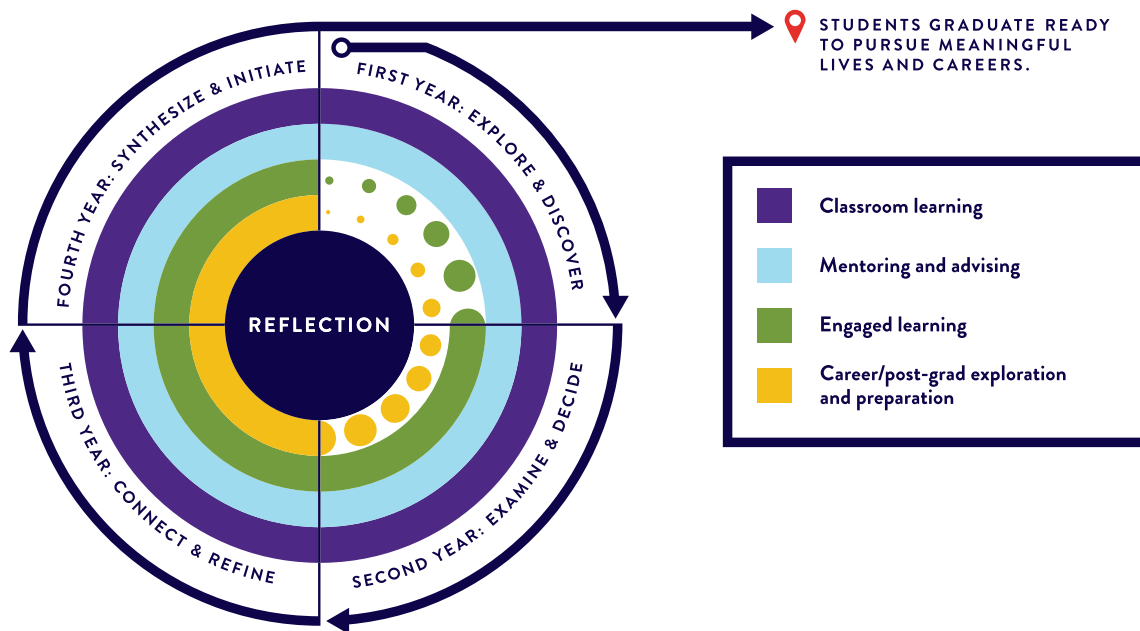 STUDENTS GRADUATE READY
TO PURSUE MEANINGFUL
LIVES AND CAREERS.
FIRST YEAR: EXPLORE & DISCOVER
SECOND YEAR: EXAMINE & DECIDE
THIRD YEAR: CONNECT & REFINE
FOURTH YEAR: SYNTHESIZE & INITIATE
REFLECTION
Classroom learning
Mentoring and advising
Engaged learning
Career/post-grad exploration
and preparation